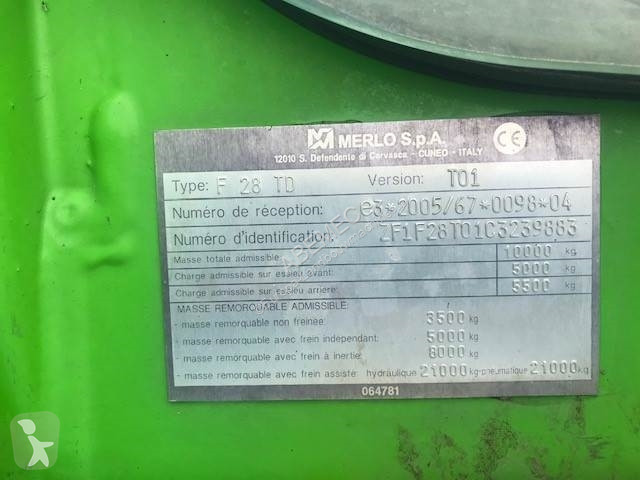 MERLO S.p.A.
12010 S. Defendente di Cervasca - CUNEO - ITALY
CE
Type: F 28 TD Version: T01
Numéro de réception: e3*2005/67*0098*04
Numéro d'identification: ZF1F28T01C3239883
Masse totale admissible: 10000 kg
Charge admissible sur essieu avant: 5000 kg
Charge admissible sur essieu arriere: 5500 kg
MASSE REMORQUABLE ADMISSIBLE:
- masse remorquable non freinée: 3500 kg
- masse remorquable avec frein independant: 5000 kg
- masse remorquable avec frein à inertie: 8000 kg
- masse remorquable avec frein assiste: hydraulique 21000 kg-pneumatique 21000 kg
064781